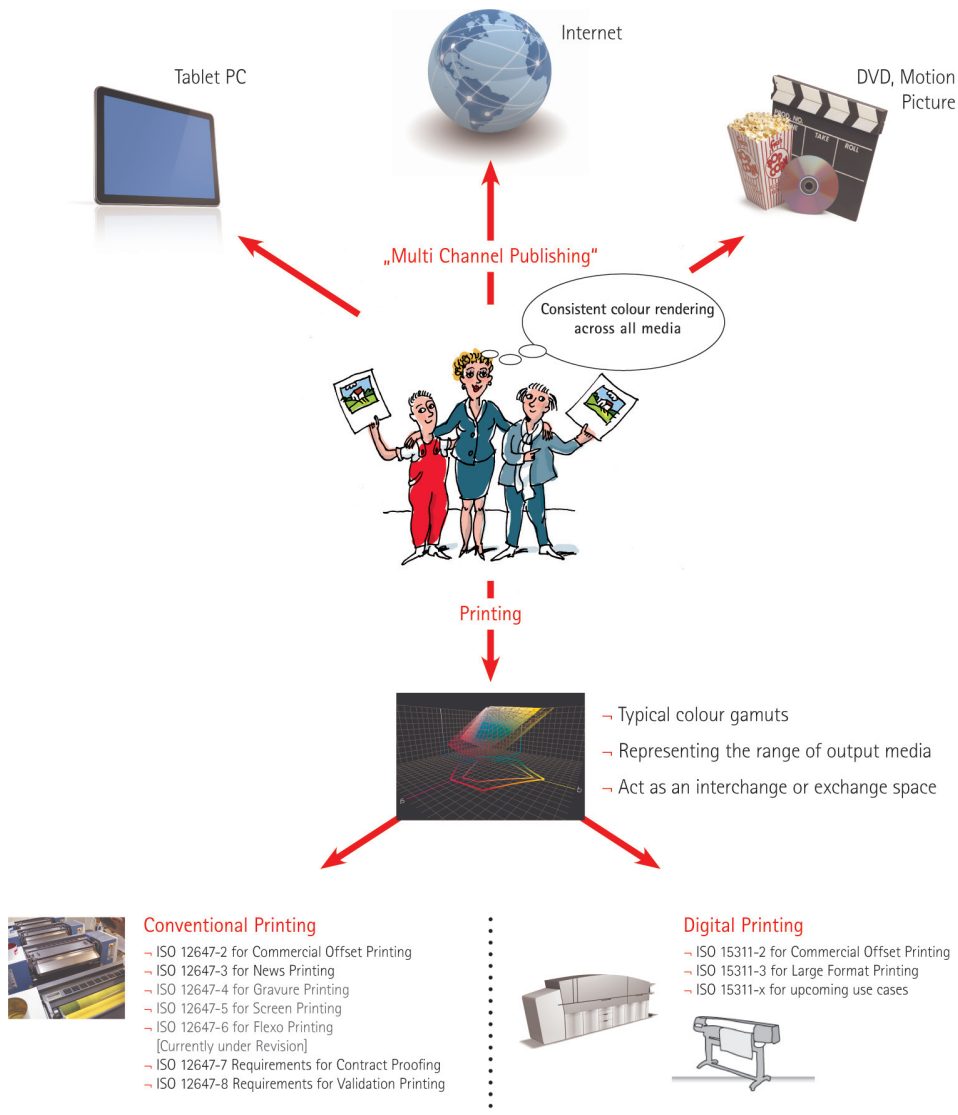 Internet
Tablet PC
DVD, Motion
Picture
PROD. NO.
TAKE
ROLL
„Multi Channel Publishing“
Consistent colour rendering
across all media
Printing
¬ Typical colour gamuts
¬ Representing the range of output media
¬ Act as an interchange or exchange space
Conventional Printing
¬ ISO 12647-2 for Commercial Offset Printing
¬ ISO 12647-3 for News Printing
¬ ISO 12647-4 for Gravure Printing
¬ ISO 12647-5 for Screen Printing
¬ ISO 12647-6 for Flexo Printing
[Currently under Revision]
¬ ISO 12647-7 Requirements for Contract Proofing
¬ ISO 12647-8 Requirements for Validation Printing
Digital Printing
¬ ISO 15311-2 for Commercial Offset Printing
¬ ISO 15311-3 for Large Format Printing
¬ ISO 15311-x for upcoming use cases